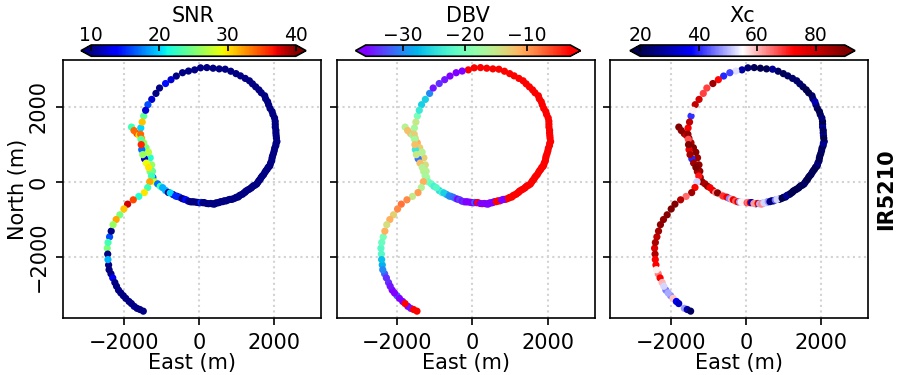 SNR DBV Xc
10 20 30 40 −30 −20 −10 20 40 60 80
2000
0
−2000
North (m)
IR5210
−2000 0 2000 −2000 0 2000 −2000 0 2000
East (m) East (m) East (m)